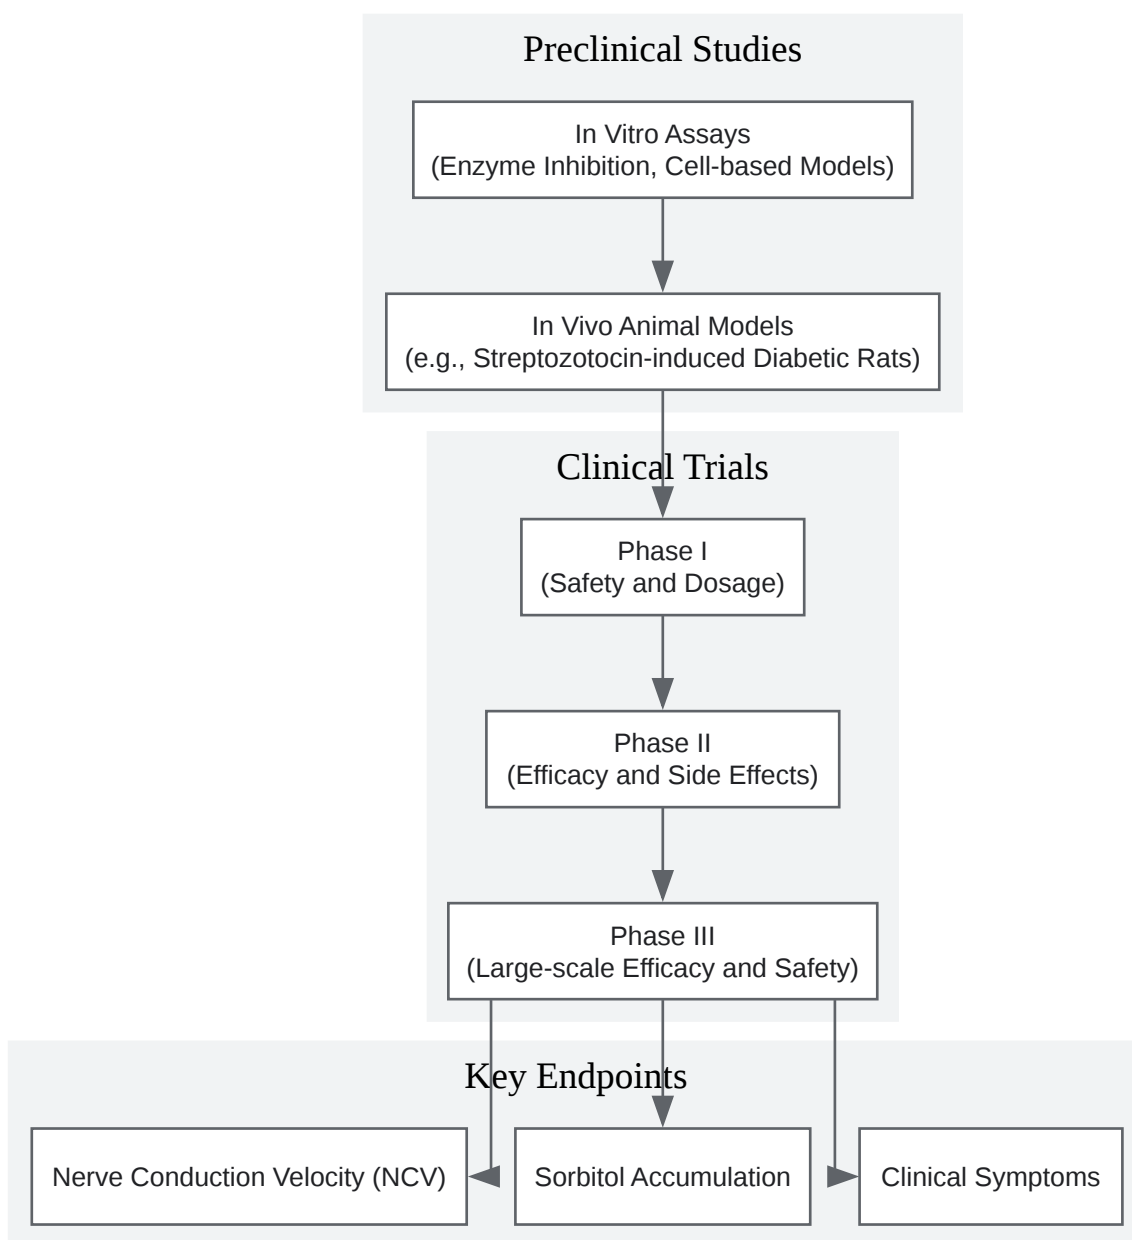 Preclinical Studies
In Vitro Assays
(Enzyme Inhibition, Cell-based Models)
In Vivo Animal Models
(e.g., Streptozotocin-induced Diabetic Rats)
Clinical Trials
Phase I
(Safety and Dosage)
Phase II
(Efficacy and Side Effects)
Phase III
(Large-scale Efficacy and Safety)
Key Endpoints
Nerve Conduction Velocity (NCV)
Sorbitol Accumulation
Clinical Symptoms